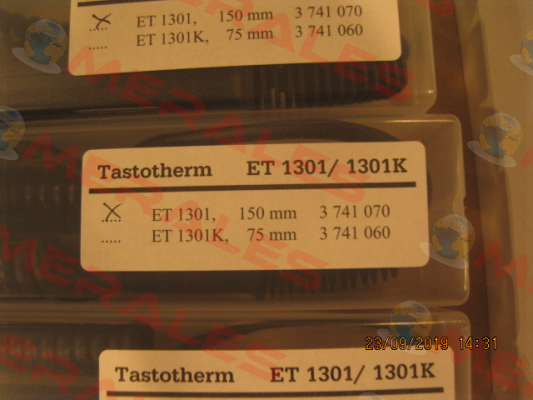 ET 1301, 150 mm 3 741 070
..... ET 1301K, 75 mm 3 741 060
Tastotherm ET 1301/ 1301K
..... ET 1301, 150 mm 3 741 070
..... ET 1301K, 75 mm 3 741 060
MERALES
23/09/2019 14:31
Tastotherm ET 1301/ 1301K